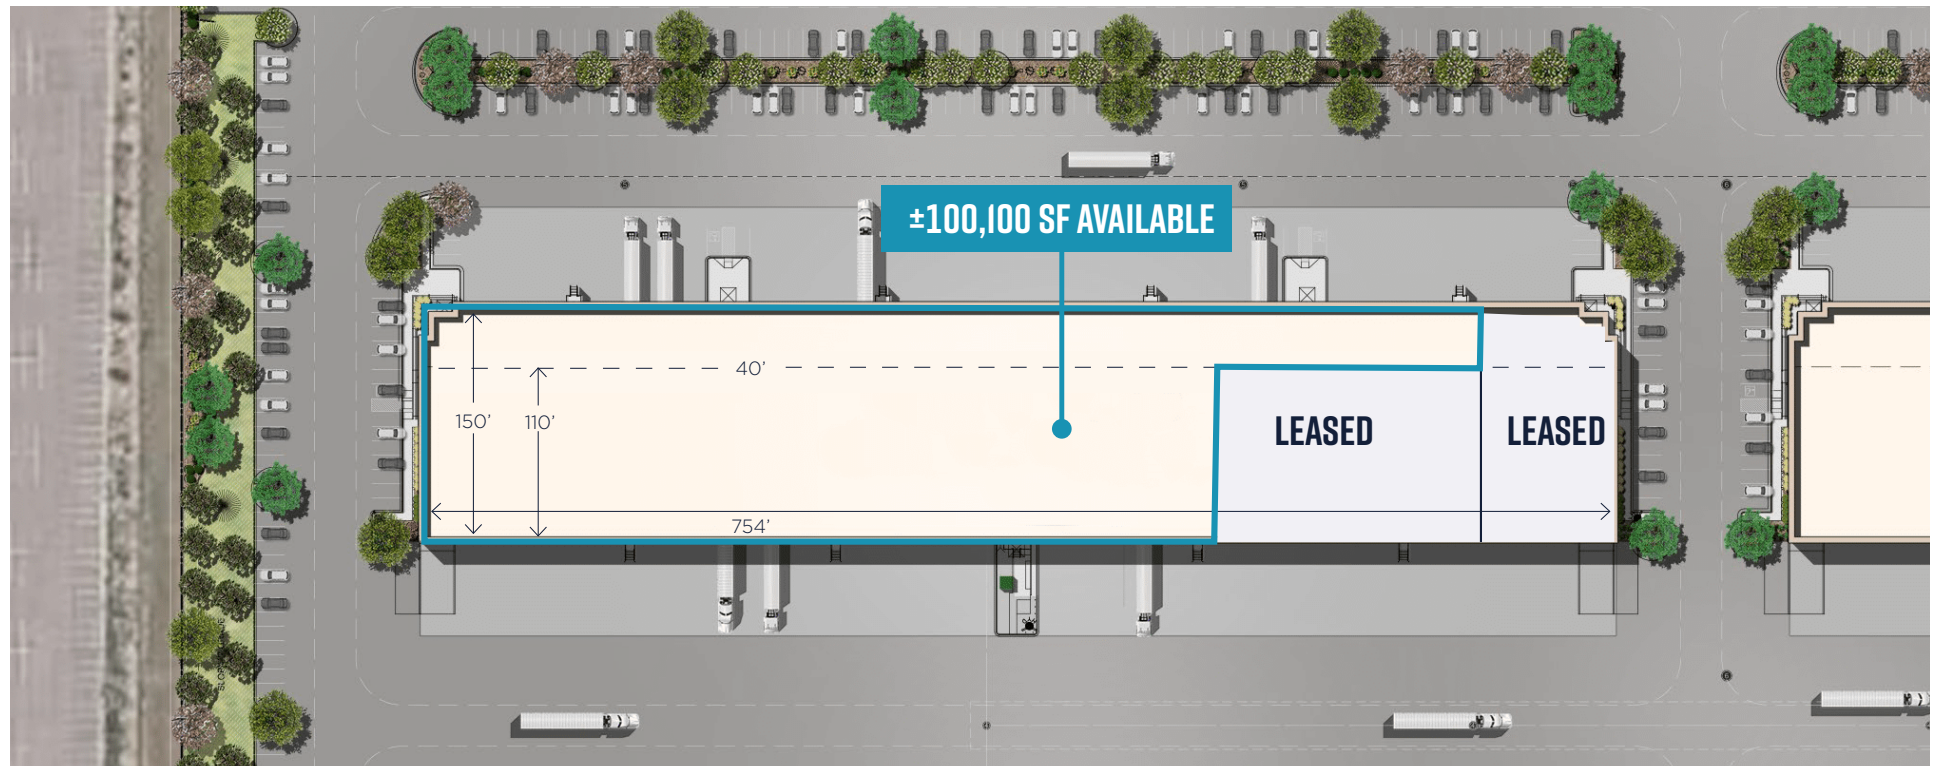 ±100,100 SF AVAILABLE
40'
150'
110'
LEASED
LEASED
754'